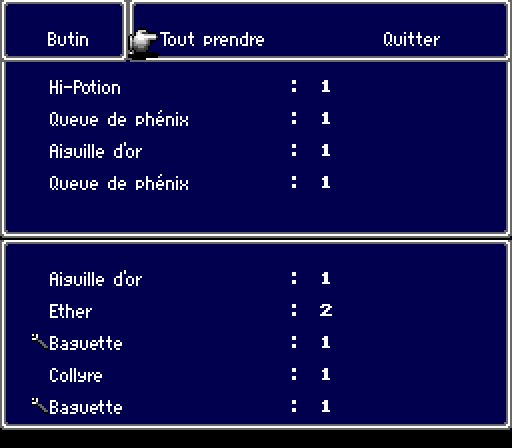 Butin Tout prendre Quitter
Hi-Potion : 1
Queue de phénix : 1
Aiguille d'or : 1
Queue de phénix : 1
Aiguille d'or : 1
Ether : 2
Baguette : 1
Collyre : 1
Baguette : 1